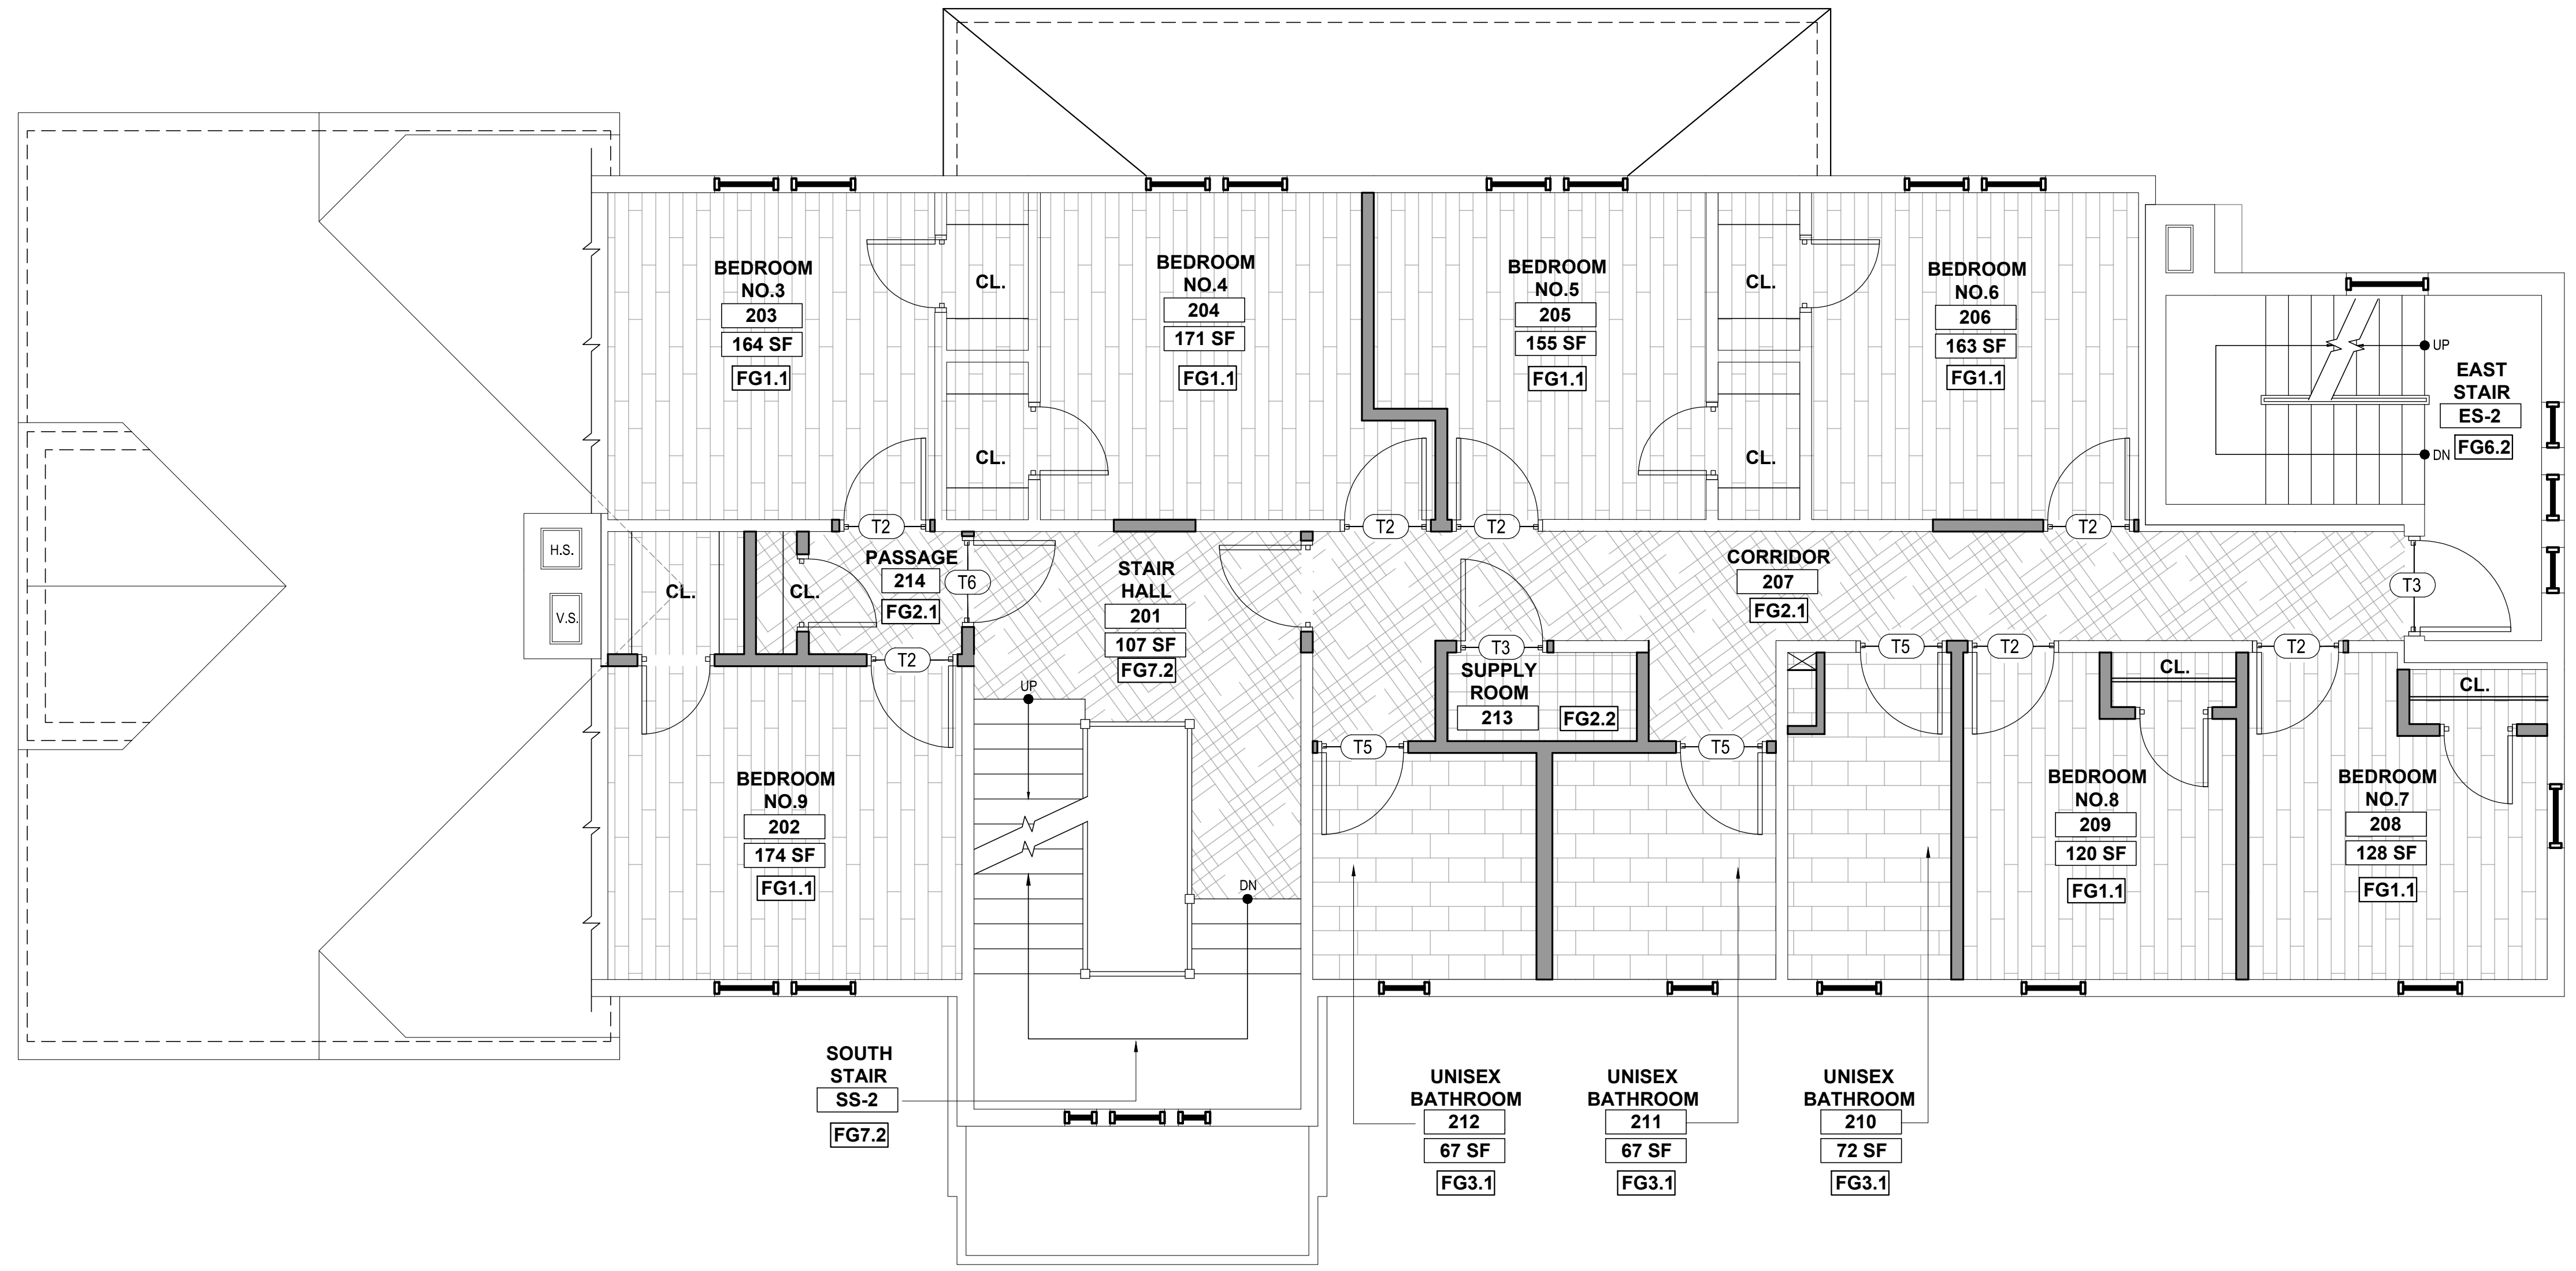 BEDROOM
NO.3
203
164 SF
FG1.1
CL.
CL.
BEDROOM
NO.4
204
171 SF
FG1.1
BEDROOM
NO.5
205
155 SF
FG1.1
CL.
CL.
BEDROOM
NO.6
206
163 SF
FG1.1
UP
DN
EAST
STAIR
ES-2
FG6.2
H.S.
V.S.
CL.
CL.
T2
PASSAGE
214
FG2.1
T6
T2
STAIR
HALL
201
107 SF
FG7.2
T2
T2
CORRIDOR
207
FG2.1
T2
T3
T3
SUPPLY
ROOM
213
FG2.2
T5
T5
T5
T2
T2
CL.
CL.
UP
DN
BEDROOM
NO.9
202
174 SF
FG1.1
BEDROOM
NO.8
209
120 SF
FG1.1
BEDROOM
NO.7
208
128 SF
FG1.1
SOUTH
STAIR
SS-2
FG7.2
UNISEX
BATHROOM
212
67 SF
FG3.1
UNISEX
BATHROOM
211
67 SF
FG3.1
UNISEX
BATHROOM
210
72 SF
FG3.1